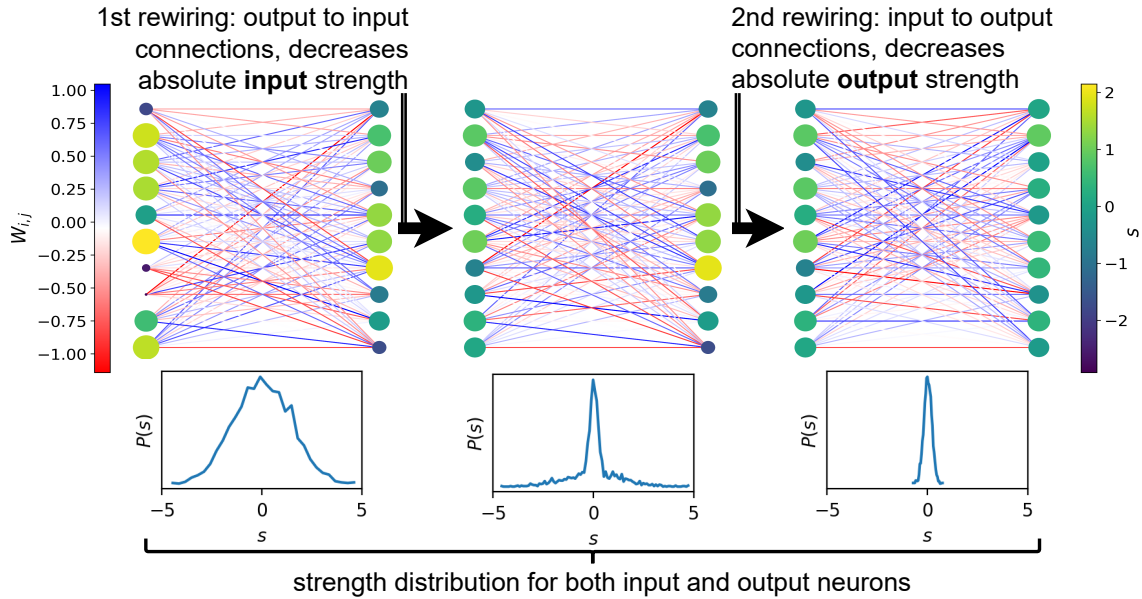 1st rewiring: output to input
connections, decreases
absolute input strength
2nd rewiring: input to output
connections, decreases
absolute output strength
1.00
0.75
0.50
0.25
0.00
−0.25
−0.50
−0.75
−1.00
W_{i,j}
2
1
0
−1
−2
s
P(s)
−5
0
5
s
P(s)
−5
0
5
s
P(s)
−5
0
5
s
strength distribution for both input and output neurons